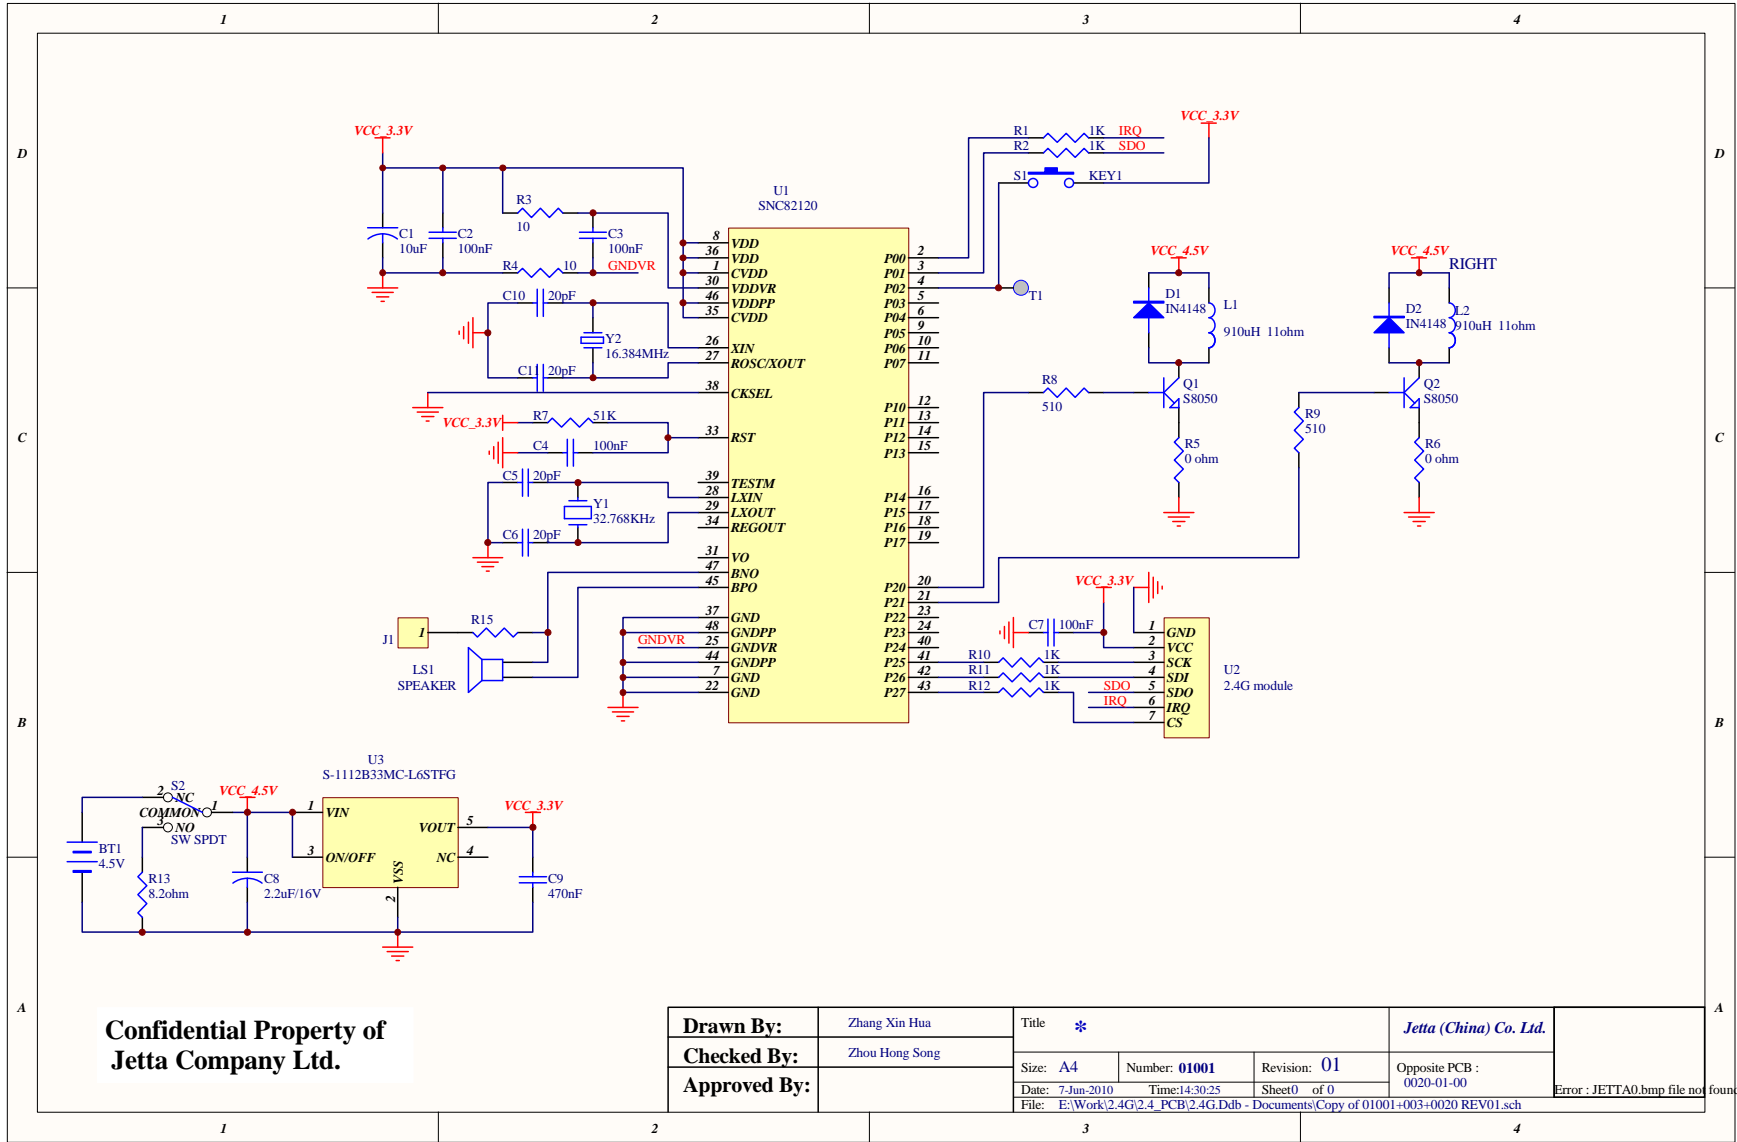 1 2 3 4
D D
C C
B B
A A
1 2 3 4
VCC_3.3V
C1
10uF
C2
100nF
R3
10
C3
100nF
R4 10 GNDVR
C10 20pF
Y2
16.384MHz
C11 20pF
VCC_3.3V
R7 51K
C4 100nF
C5 20pF
Y1
32.768KHz
C6 20pF
J1
1
R15
LS1
SPEAKER
GNDVR
U1
SNC82120
8 VDD
36 VDD
1 CVDD
30 VDDVR
46 VDDPP
35 CVDD
26 XIN
27 ROSC/XOUT
38 CKSEL
33 RST
39 TESTM
28 LXIN
29 LXOUT
34 REGOUT
31 VO
47 BNO
45 BPO
37 GND
48 GNDPP
25 GNDVR
44 GNDPP
7 GND
22 GND
P00 2
P01 3
P02 4
P03 5
P04 6
P05 9
P06 10
P07 11
P10 12
P11 13
P12 14
P13 15
P14 16
P15 17
P16 18
P17 19
P20 20
P21 21
P22 23
P23 24
P24 40
P25 41
P26 42
P27 43
R1 1K IRQ
R2 1K SDO
S1 KEY1
VCC_3.3V
T1
VCC_4.5V
D1
IN4148
L1
910uH 11ohm
R8
510
Q1
S8050
R5
0 ohm
VCC_4.5V
RIGHT
D2
IN4148
L2
910uH 11ohm
R9
510
Q2
S8050
R6
0 ohm
VCC_3.3V
C7 100nF
R10 1K
R11 1K
R12 1K
SDO
IRQ
1 GND
2 VCC
3 SCK
4 SDI
5 SDO
6 IRQ
7 CS
U2
2.4G module
U3
S-1112B33MC-L6STFG
S2
2 NC
COMMON 1
3 NO
SW SPDT
VCC_4.5V
BT1
4.5V
R13
8.2ohm
C8
2.2uF/16V
1 VIN
3 ON/OFF
VSS
2
VOUT 5
NC 4
VCC_3.3V
C9
470nF
Confidential Property of
Jetta Company Ltd.
Drawn By: Zhang Xin Hua
Checked By: Zhou Hong Song
Approved By:
Title *
Jetta (China) Co. Ltd.
Size: A4 Number: 01001 Revision: 01
Opposite PCB :
0020-01-00
Date: 7-Jun-2010 Time:14:30:25 Sheet0 of 0
File: E:\Work\2.4G\2.4_PCB\2.4G.Ddb - Documents\Copy of 01001+003+0020 REV01.sch
Error : JETTA0.bmp file not found